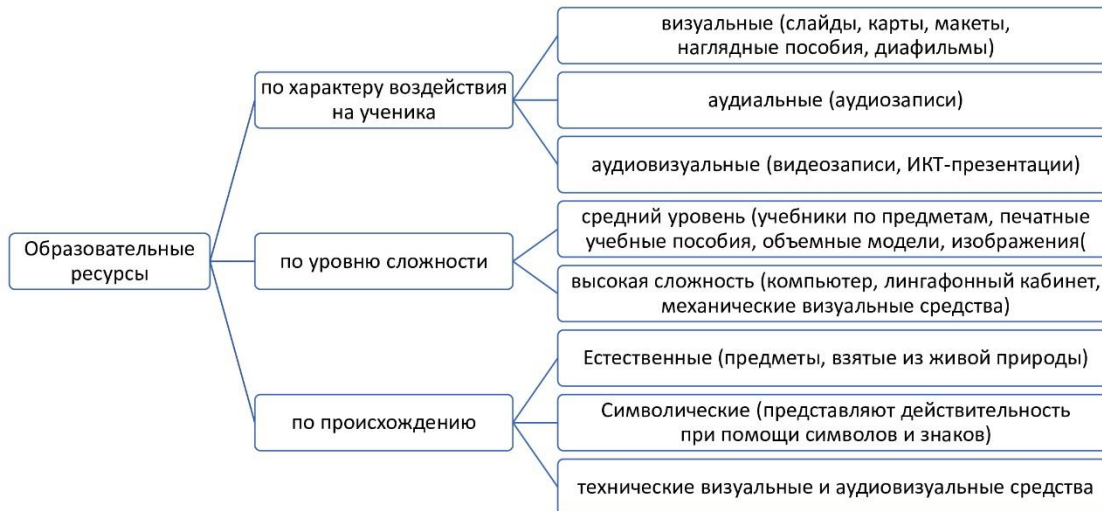 Образовательные
ресурсы
по характеру воздействия
на ученика
визуальные (слайды, карты, макеты,
наглядные пособия, диафильмы)
аудиальные (аудиозаписи)
аудиовизуальные (видеозаписи, ИКТ-презентации)
по уровню сложности
средний уровень (учебники по предметам, печатные
учебные пособия, объемные модели, изображения(
высокая сложность (компьютер, лингафонный кабинет,
механические визуальные средства)
по происхождению
Естественные (предметы, взятые из живой природы)
Символические (представляют действительность
при помощи символов и знаков)
технические визуальные и аудиовизуальные средства